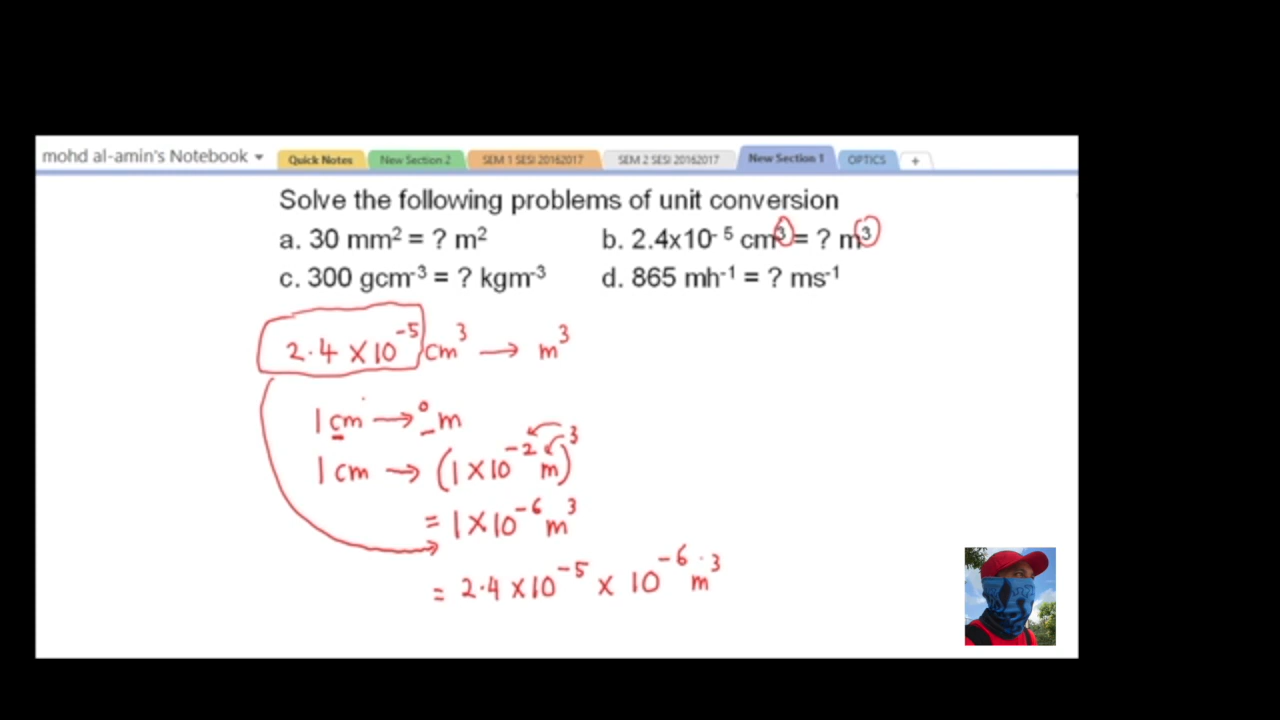 mohd al-amin's Notebook Quick Notes New Section 2 SEM 1 SESI 20162017 SEM 2 SESI 20162017 New Section 1 OPTICS +
Solve the following problems of unit conversion
a. 30 mm² = ? m² b. 2.4x10⁻⁵ cm³ = ? m³
c. 300 gcm⁻³ = ? kgm⁻³ d. 865 mh⁻¹ = ? ms⁻¹
2.4 × 10⁻⁵ cm³ → m³
1 cm → m
1 cm → (1 × 10⁻² m)³
= 1 × 10⁻⁶ m³
= 2.4 × 10⁻⁵ × 10⁻⁶ m³